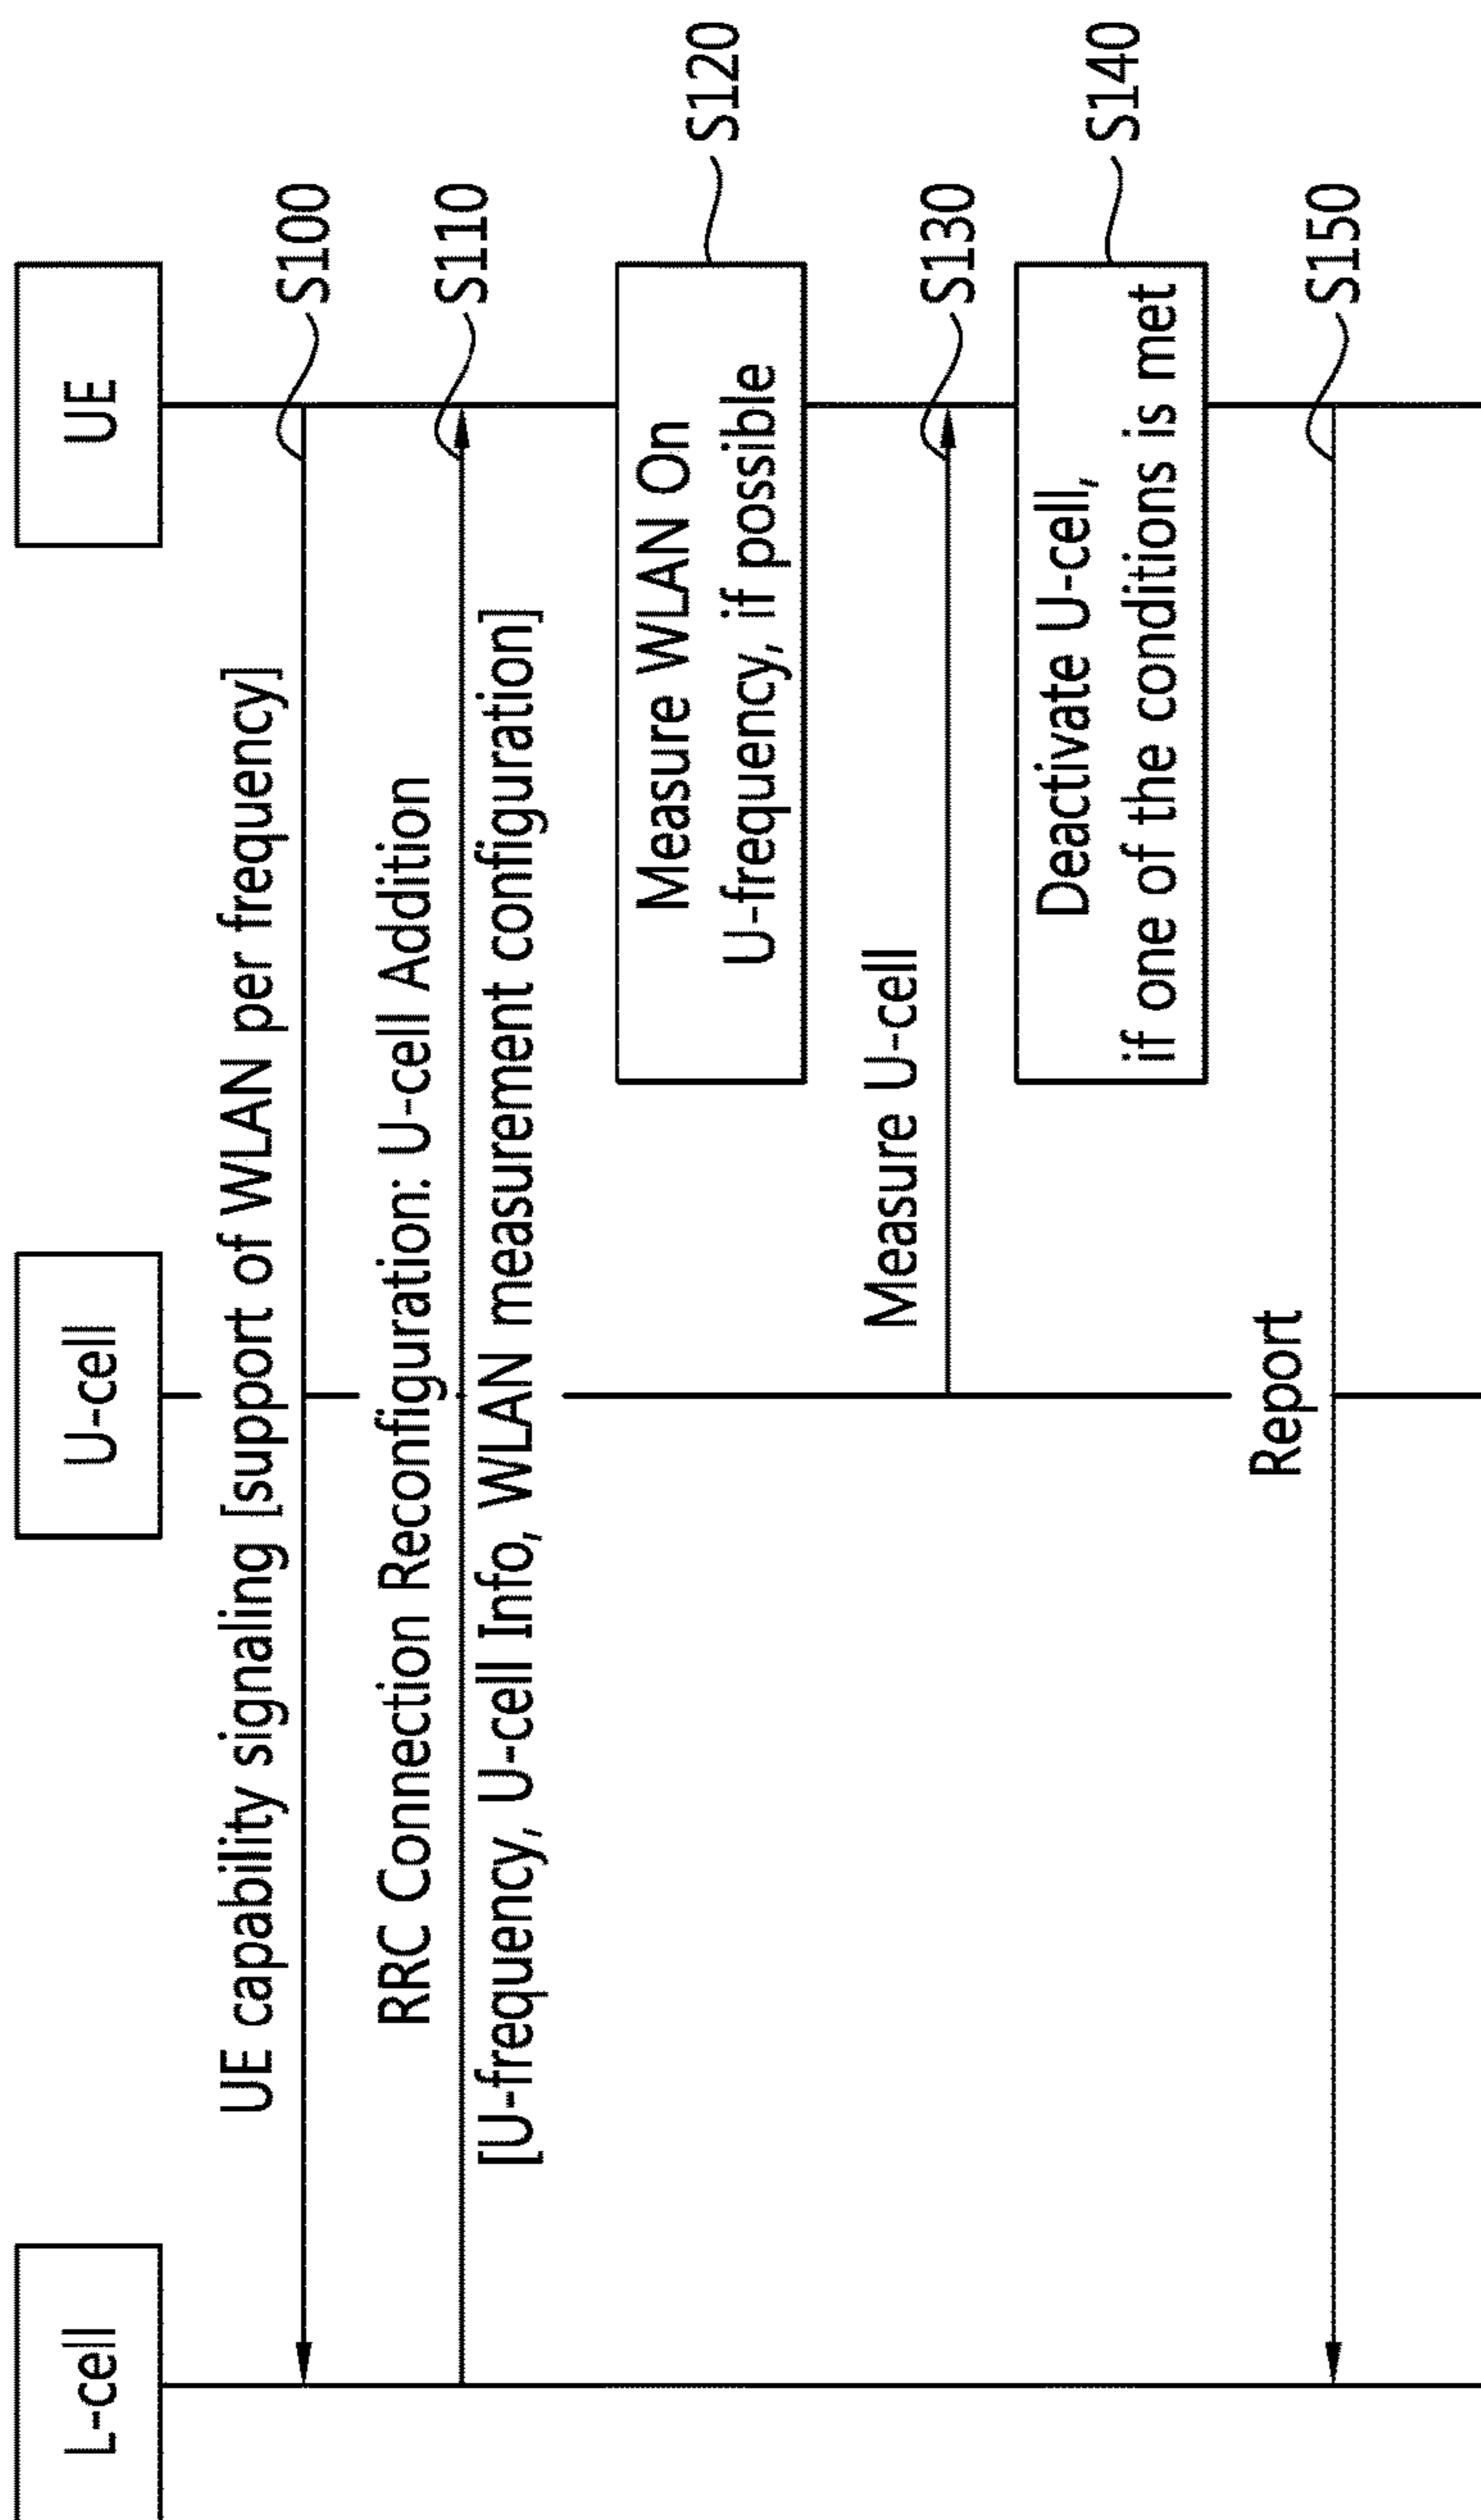 L-cell
U-cell
UE
UE capability signaling [support of WLAN per frequency]
S100
RRC Connection Reconfiguration: U-cell Addition
S110
[U-frequency, U-cell Info, WLAN measurement configuration]
Measure WLAN On
U-frequency, if possible
S120
Measure U-cell
S130
Deactivate U-cell,
if one of the conditions is met
S140
Report
S150